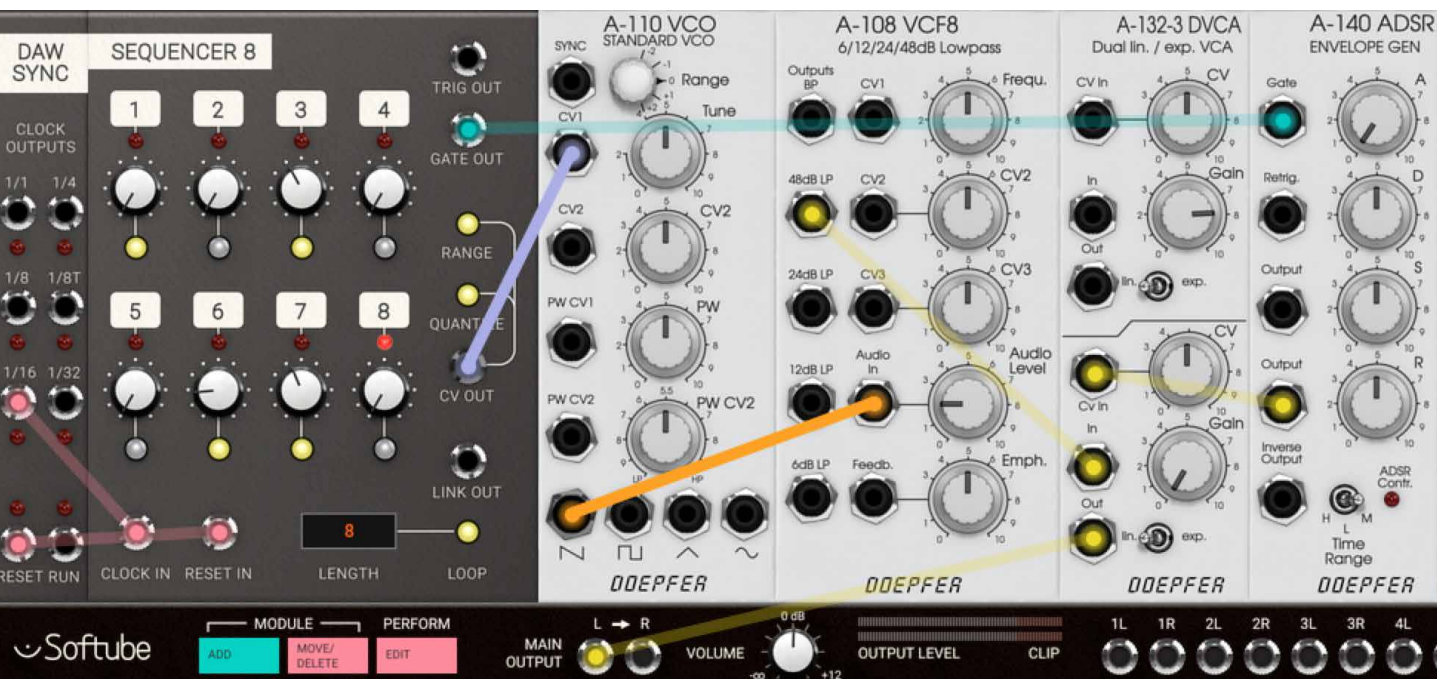 DAW SYNC
CLOCK OUTPUTS
1/1 1/4
1/8 1/8T
1/16 1/32
RESET RUN
SEQUENCER 8
1 2 3 4
5 6 7 8
TRIG OUT
GATE OUT
RANGE
QUANTIZE
CV OUT
LINK OUT
CLOCK IN RESET IN
8
LENGTH
LOOP
A-110 VCO
STANDARD VCO
SYNC
-2
-1
0
+1
+2
Range
CV1
Tune
CV2
CV2
PW CV1
PW
PW CV2
PW CV2
LP
HP
DOEPFER
A-108 VCF8
6/12/24/48dB Lowpass
Outputs
BP
CV1
Frequ.
48dB LP
CV2
CV2
24dB LP
CV3
CV3
12dB LP
Audio
In
Audio
Level
6dB LP
Feedb.
Emph.
DOEPFER
A-132-3 DVCA
Dual lin. / exp. VCA
CV In
CV
In
Gain
Out
lin. exp.
CV
Cv In
In
Gain
Out
lin. exp.
DOEPFER
A-140 ADSR
ENVELOPE GEN
Gate
A
Retrig.
D
Output
S
Output
R
Inverse
Output
ADSR
Contr.
H L M
Time
Range
DOEPFER
Softube
MODULE
ADD
MOVE/
DELETE
PERFORM
EDIT
MAIN
OUTPUT
L → R
VOLUME
0 dB
-∞ +12
OUTPUT LEVEL
CLIP
1L 1R 2L 2R 3L 3R 4L